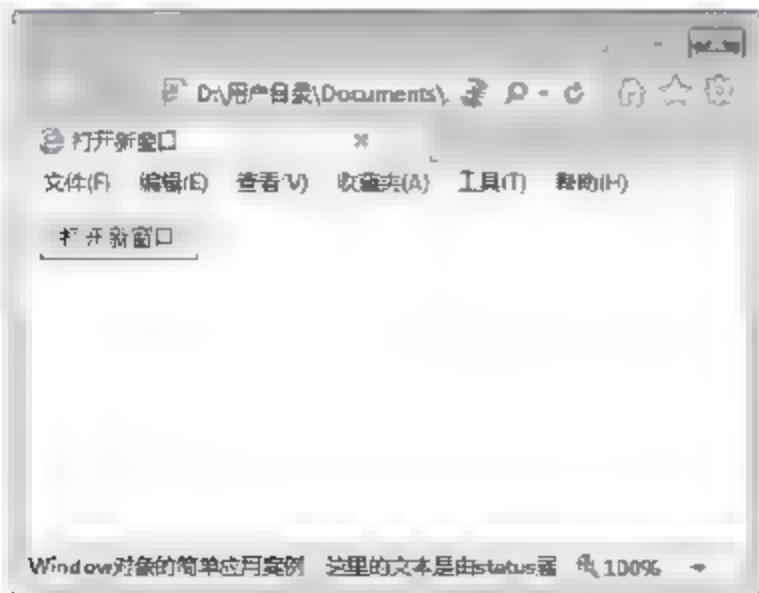 D:\用户目录\Documents\
打开新窗口
文件(F) 编辑(E) 查看(V) 收藏夹(A) 工具(T) 帮助(H)
打开新窗口
Window对象的简单应用案例 这里的文本是由status 100%